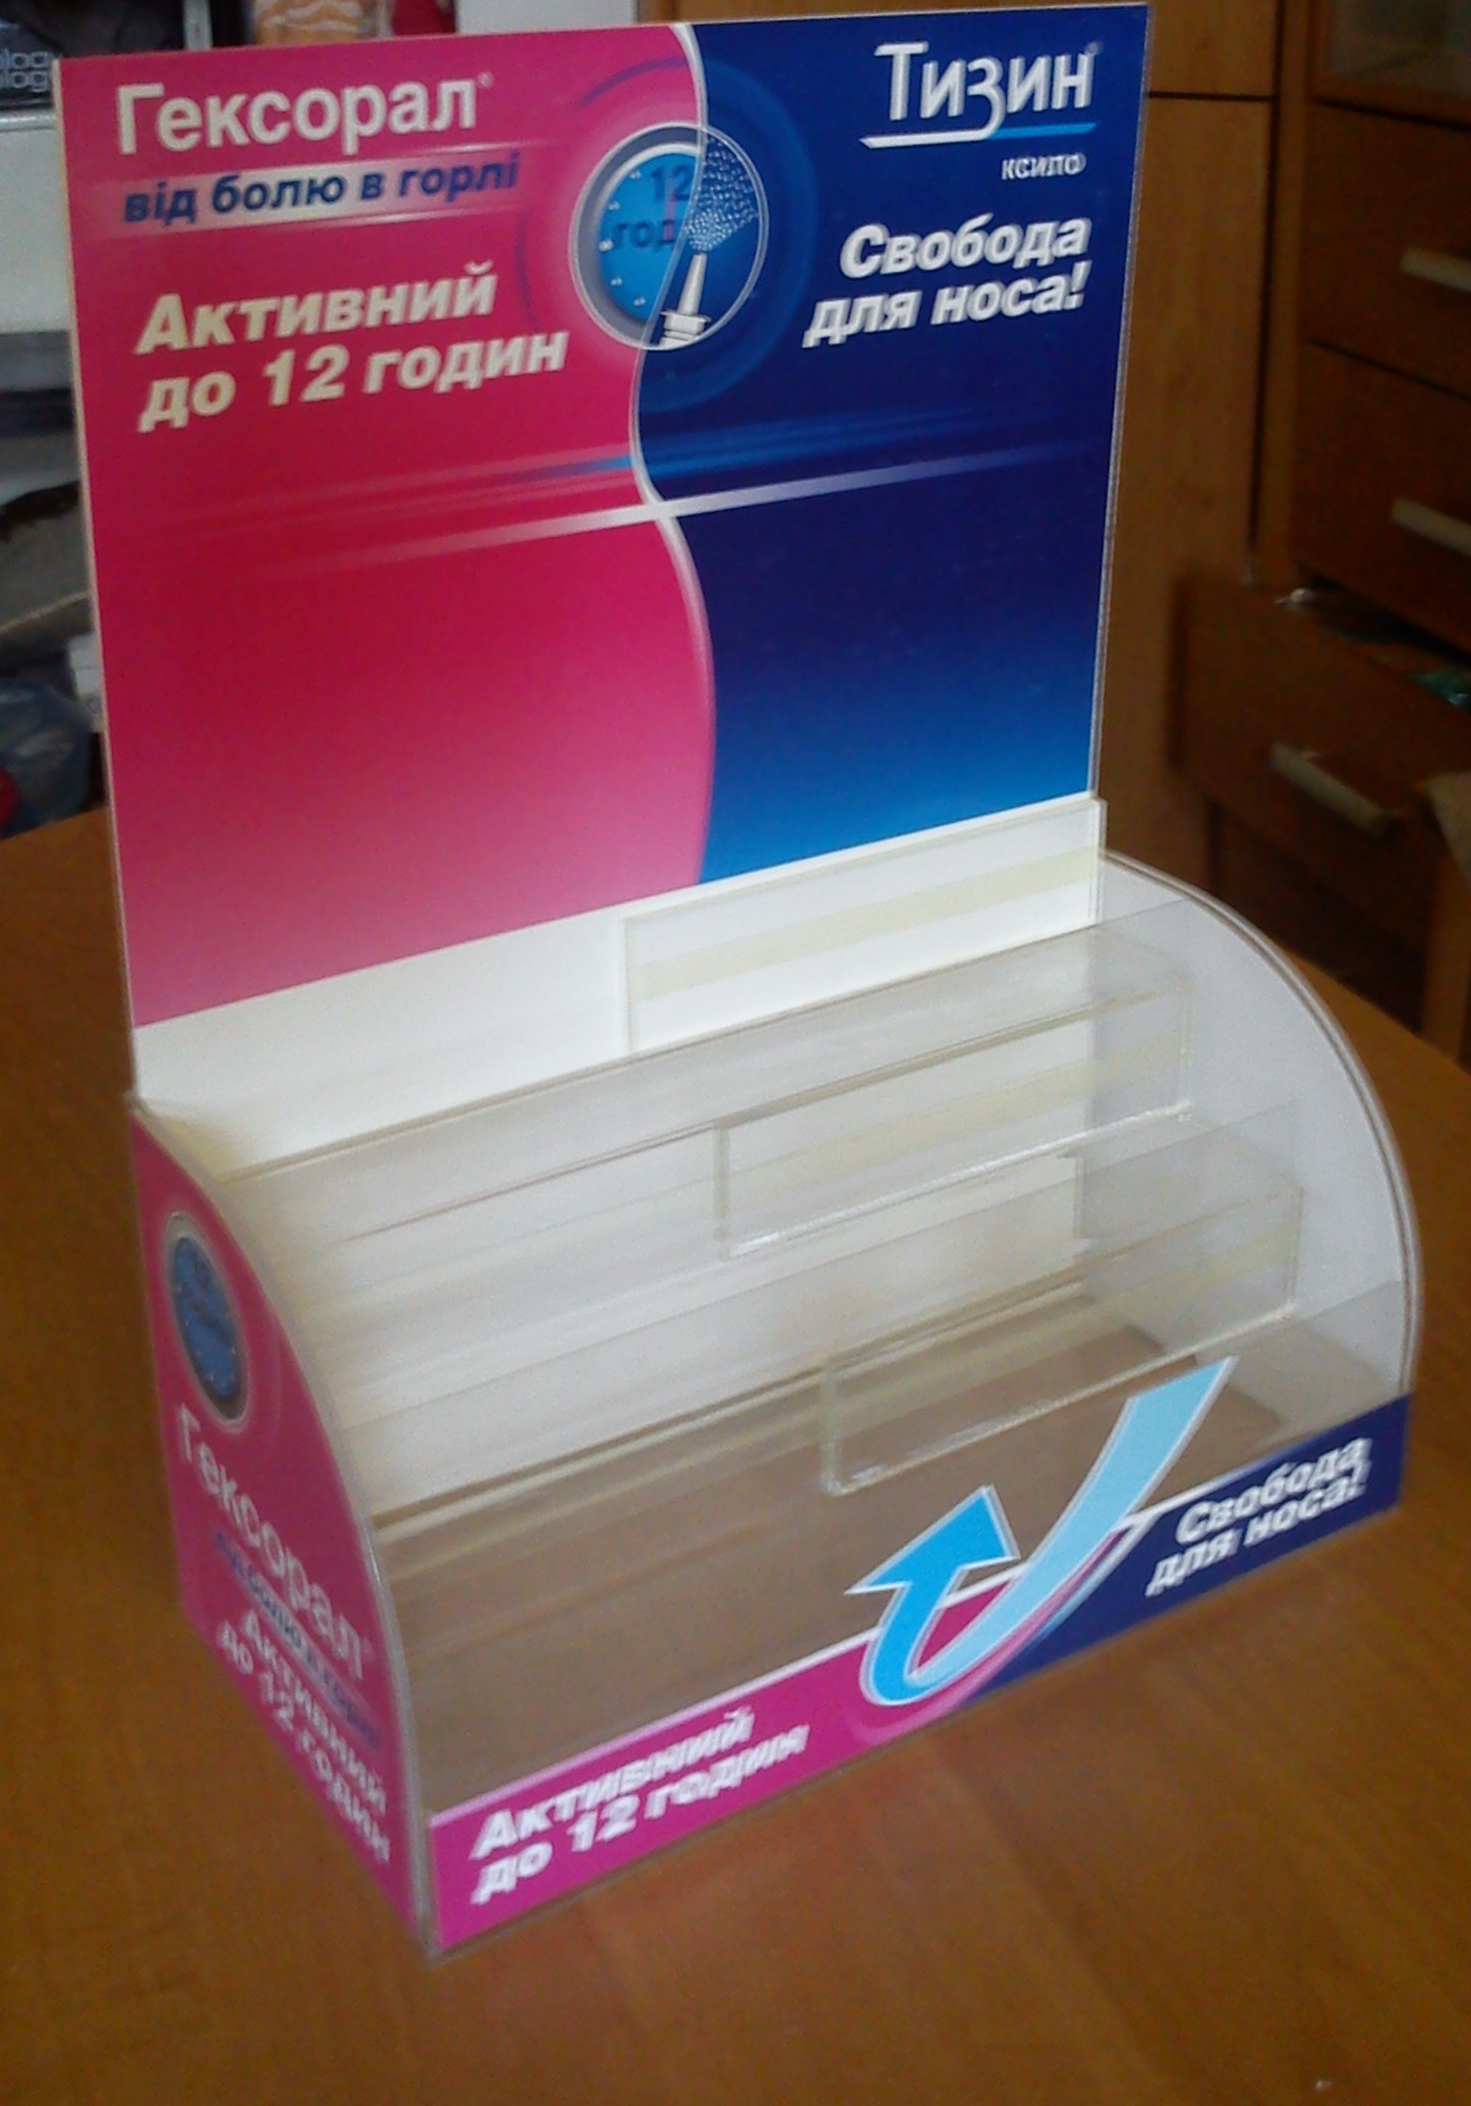 Гексорал®
від болю в горлі
Активний
до 12 годин
12
год
Тизин®
ксило
Свобода
для носа!
Гексорал®
Активний
до 12 годин
Активний
до 12 годин
Свобода
для носа!